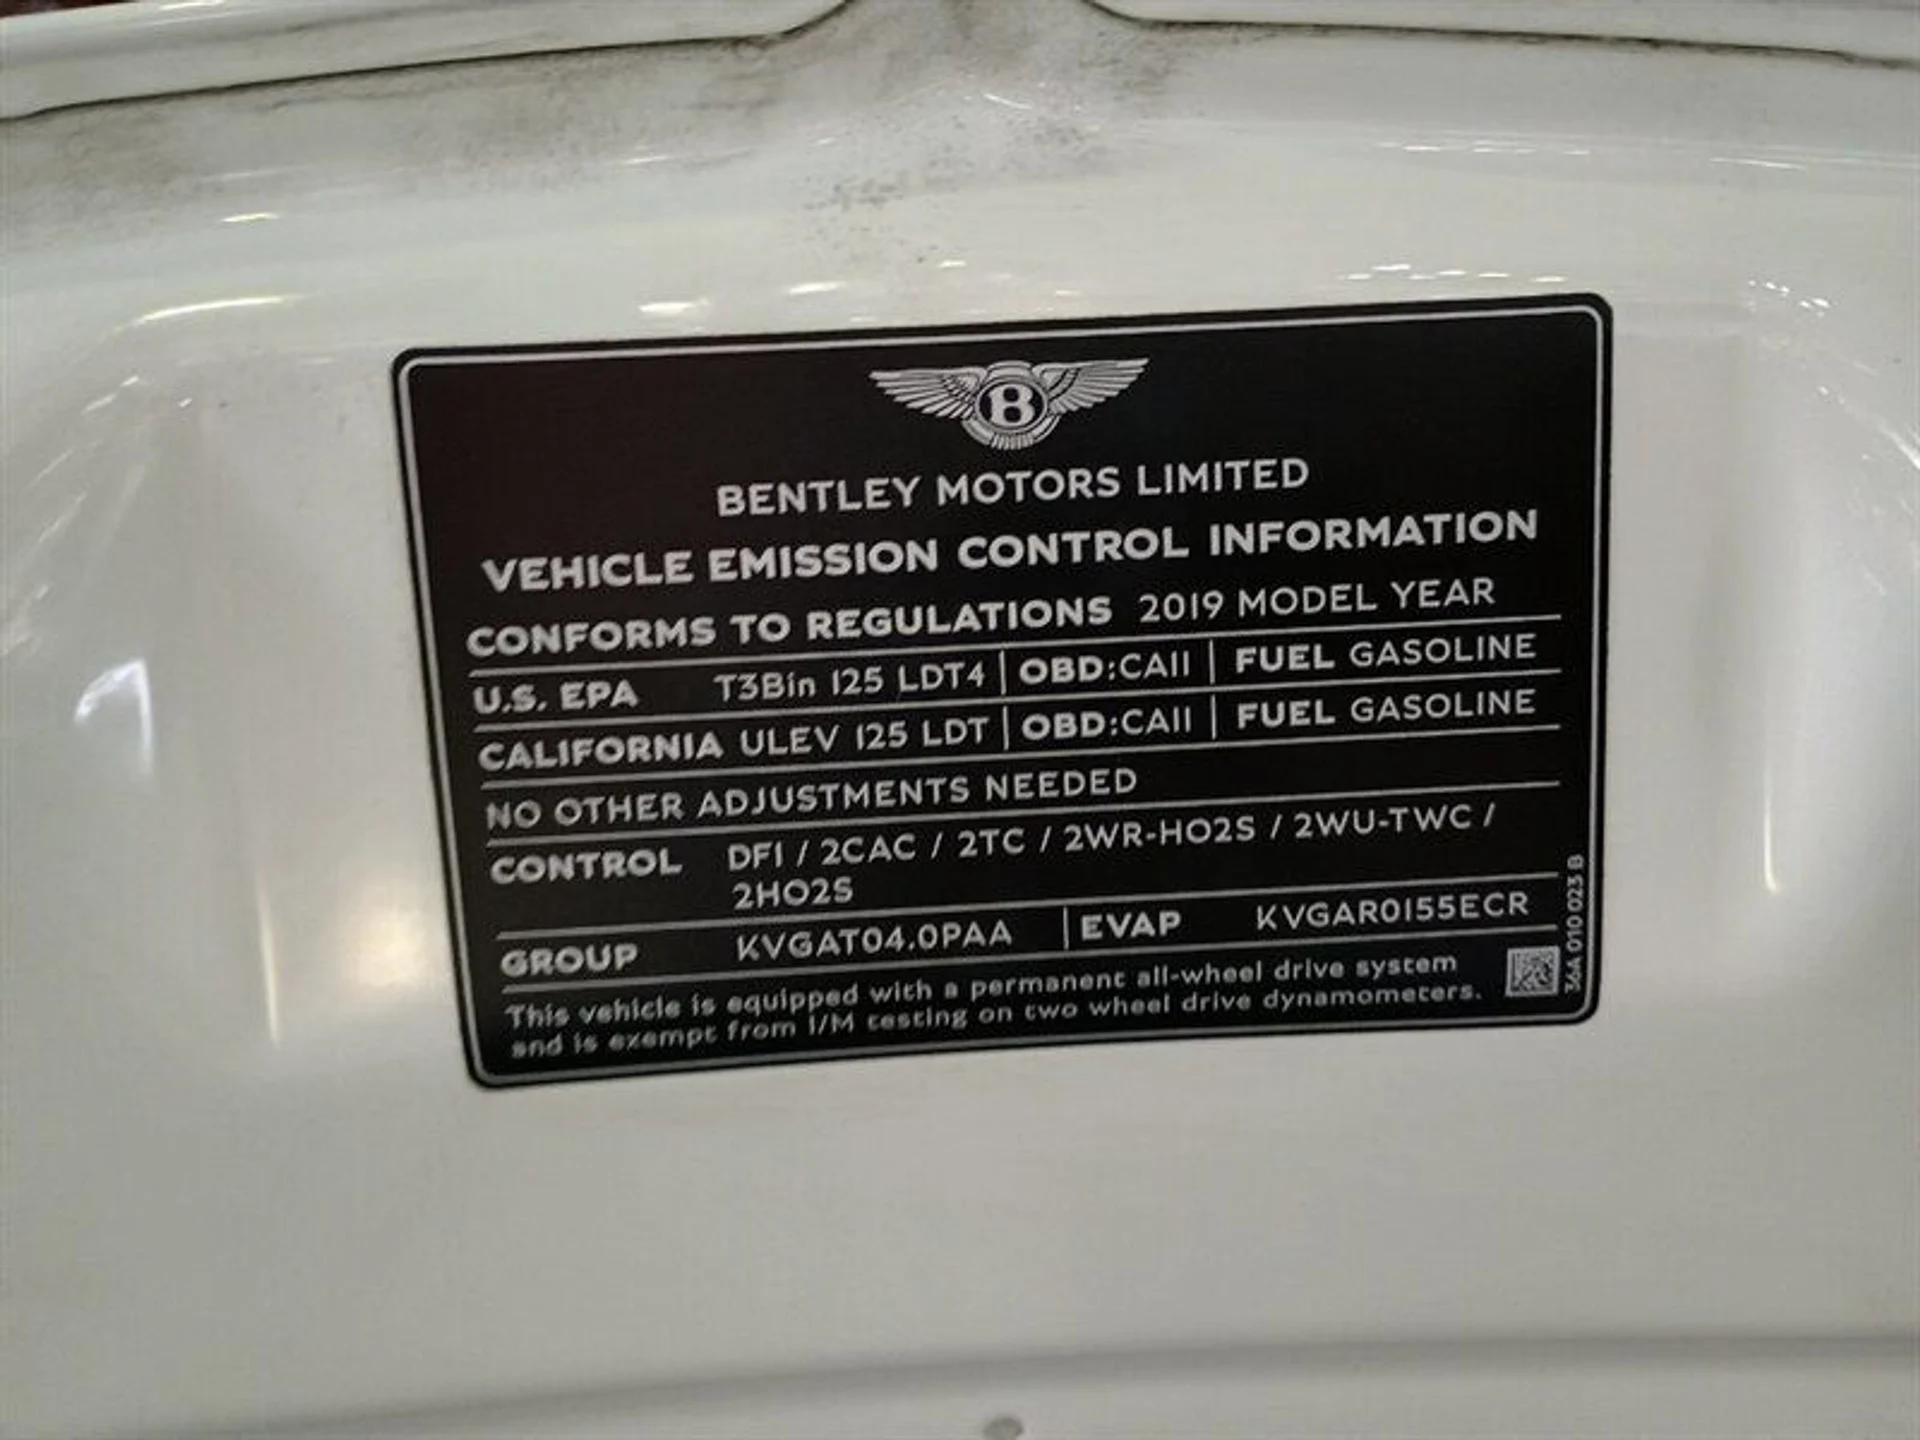 B
BENTLEY MOTORS LIMITED
VEHICLE EMISSION CONTROL INFORMATION
CONFORMS TO REGULATIONS 2019 MODEL YEAR
U.S. EPA T3Bin 125 LDT4 | OBD:CAII | FUEL GASOLINE
CALIFORNIA ULEV 125 LDT | OBD:CAII | FUEL GASOLINE
NO OTHER ADJUSTMENTS NEEDED
CONTROL DFI / 2CAC / 2TC / 2WR-HO2S / 2WU-TWC /
2HO2S
GROUP KVGAT04.0PAA | EVAP KVGAR0155ECR
This vehicle is equipped with a permanent all-wheel drive system
and is exempt from I/M testing on two wheel drive dynamometers.
36A 010 023 B